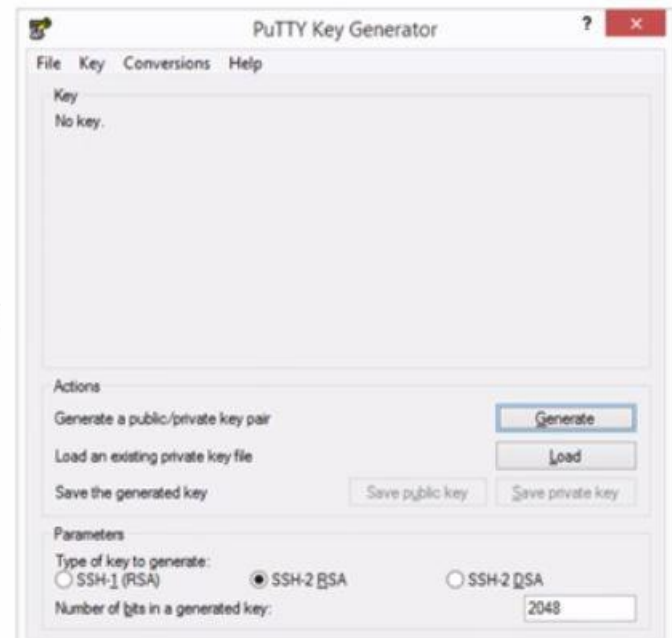 PuTTY Key Generator ?
File Key Conversions Help
Key
No key.
Actions
Generate a public/private key pair Generate
Load an existing private key file Load
Save the generated key Save public key Save private key
Parameters
Type of key to generate:
SSH-1 (RSA) SSH-2 RSA SSH-2 DSA
Number of bits in a generated key: 2048